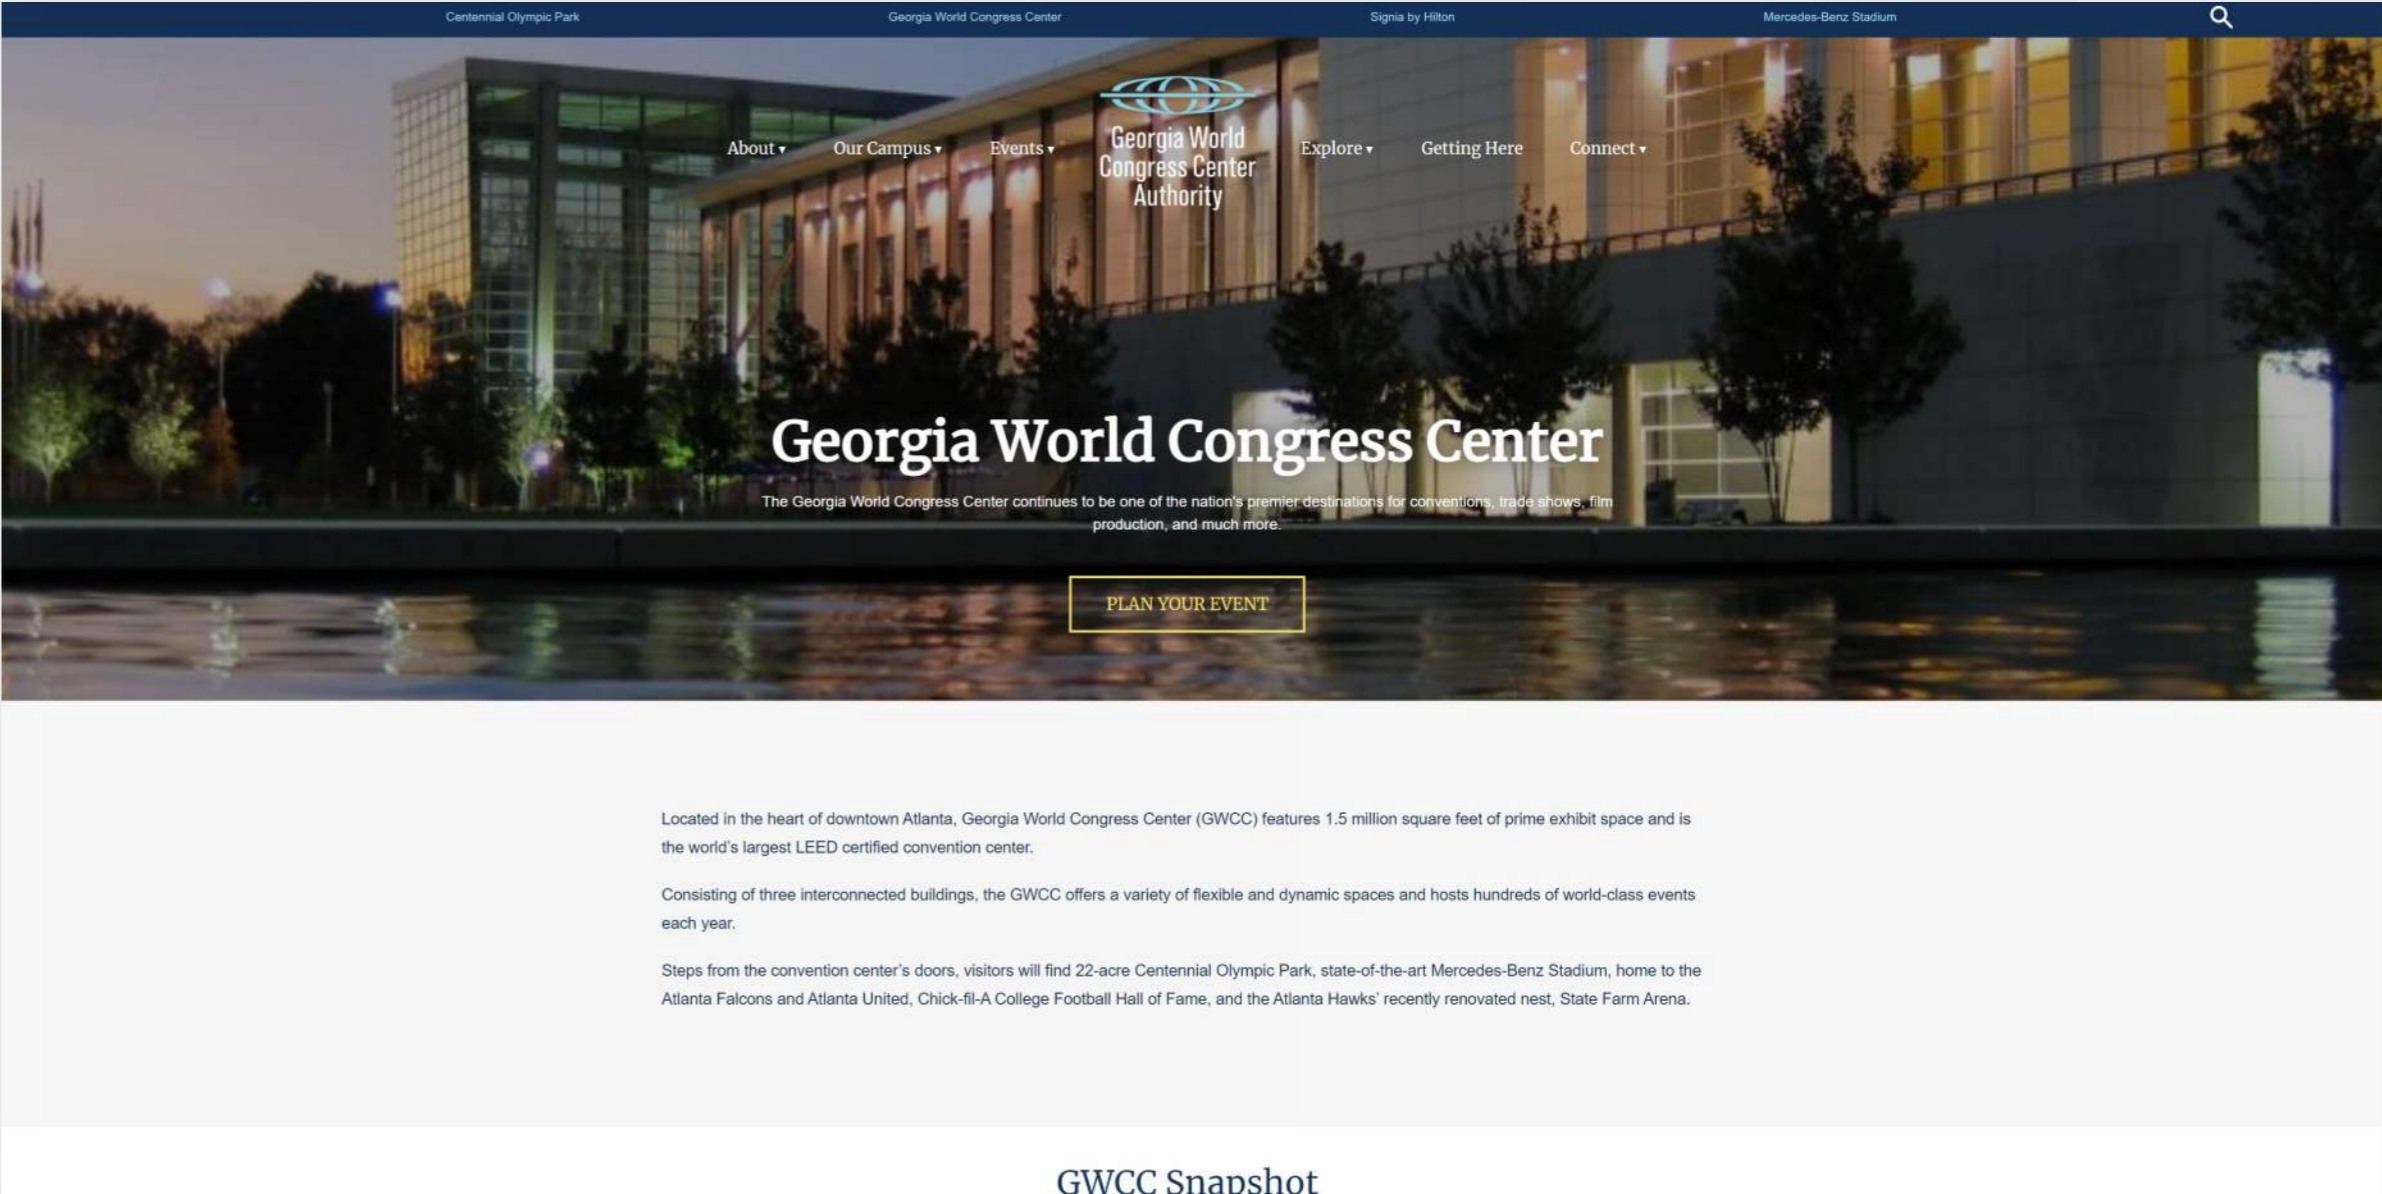 Centennial Olympic Park
Georgia World Congress Center
Signia by Hilton
Mercedes-Benz Stadium
About ▾
Our Campus ▾
Events ▾
Georgia World
Congress Center
Authority
Explore ▾
Getting Here
Connect ▾
Georgia World Congress Center
The Georgia World Congress Center continues to be one of the nation's premier destinations for conventions, trade shows, film
production, and much more.
PLAN YOUR EVENT
Located in the heart of downtown Atlanta, Georgia World Congress Center (GWCC) features 1.5 million square feet of prime exhibit space and is
the world's largest LEED certified convention center.
Consisting of three interconnected buildings, the GWCC offers a variety of flexible and dynamic spaces and hosts hundreds of world-class events
each year.
Steps from the convention center's doors, visitors will find 22-acre Centennial Olympic Park, state-of-the-art Mercedes-Benz Stadium, home to the
Atlanta Falcons and Atlanta United, Chick-fil-A College Football Hall of Fame, and the Atlanta Hawks' recently renovated nest, State Farm Arena.
GWCC Snapshot